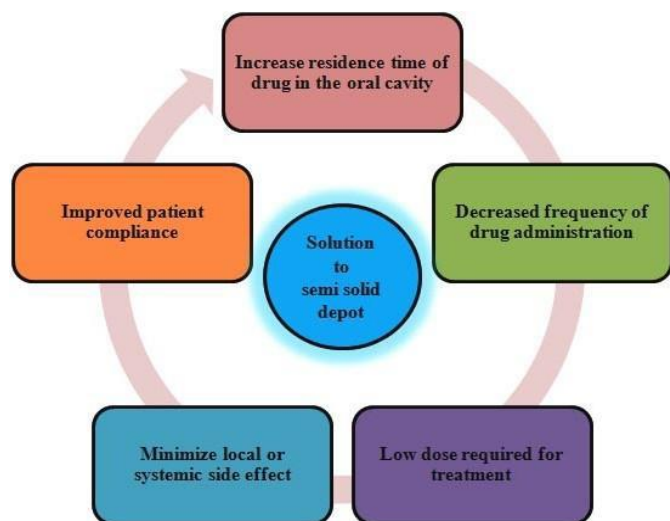 Increase residence time of
drug in the oral cavity
Decreased frequency of
drug administration
Low dose required for
treatment
Minimize local or
systemic side effect
Improved patient
compliance
Solution
to
semi solid
depot